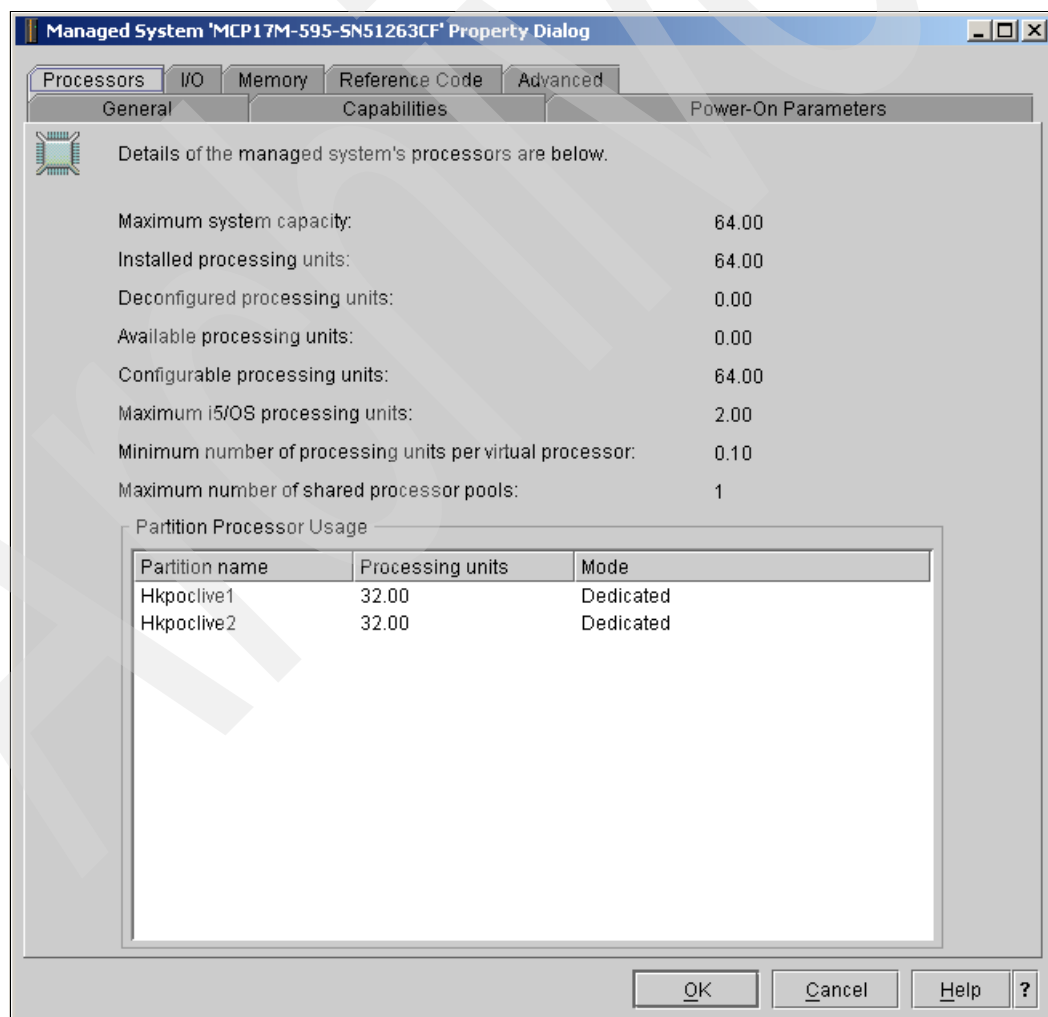 Managed System 'MCP17M-595-SN51263CF' Property Dialog
Processors I/O Memory Reference Code Advanced
General Capabilities Power-On Parameters
Details of the managed system's processors are below.
Maximum system capacity: 64.00
Installed processing units: 64.00
Deconfigured processing units: 0.00
Available processing units: 0.00
Configurable processing units: 64.00
Maximum i5/OS processing units: 2.00
Minimum number of processing units per virtual processor: 0.10
Maximum number of shared processor pools: 1
Partition Processor Usage
Partition name Processing units Mode
Hkpoclive1 32.00 Dedicated
Hkpoclive2 32.00 Dedicated
OK Cancel Help ?